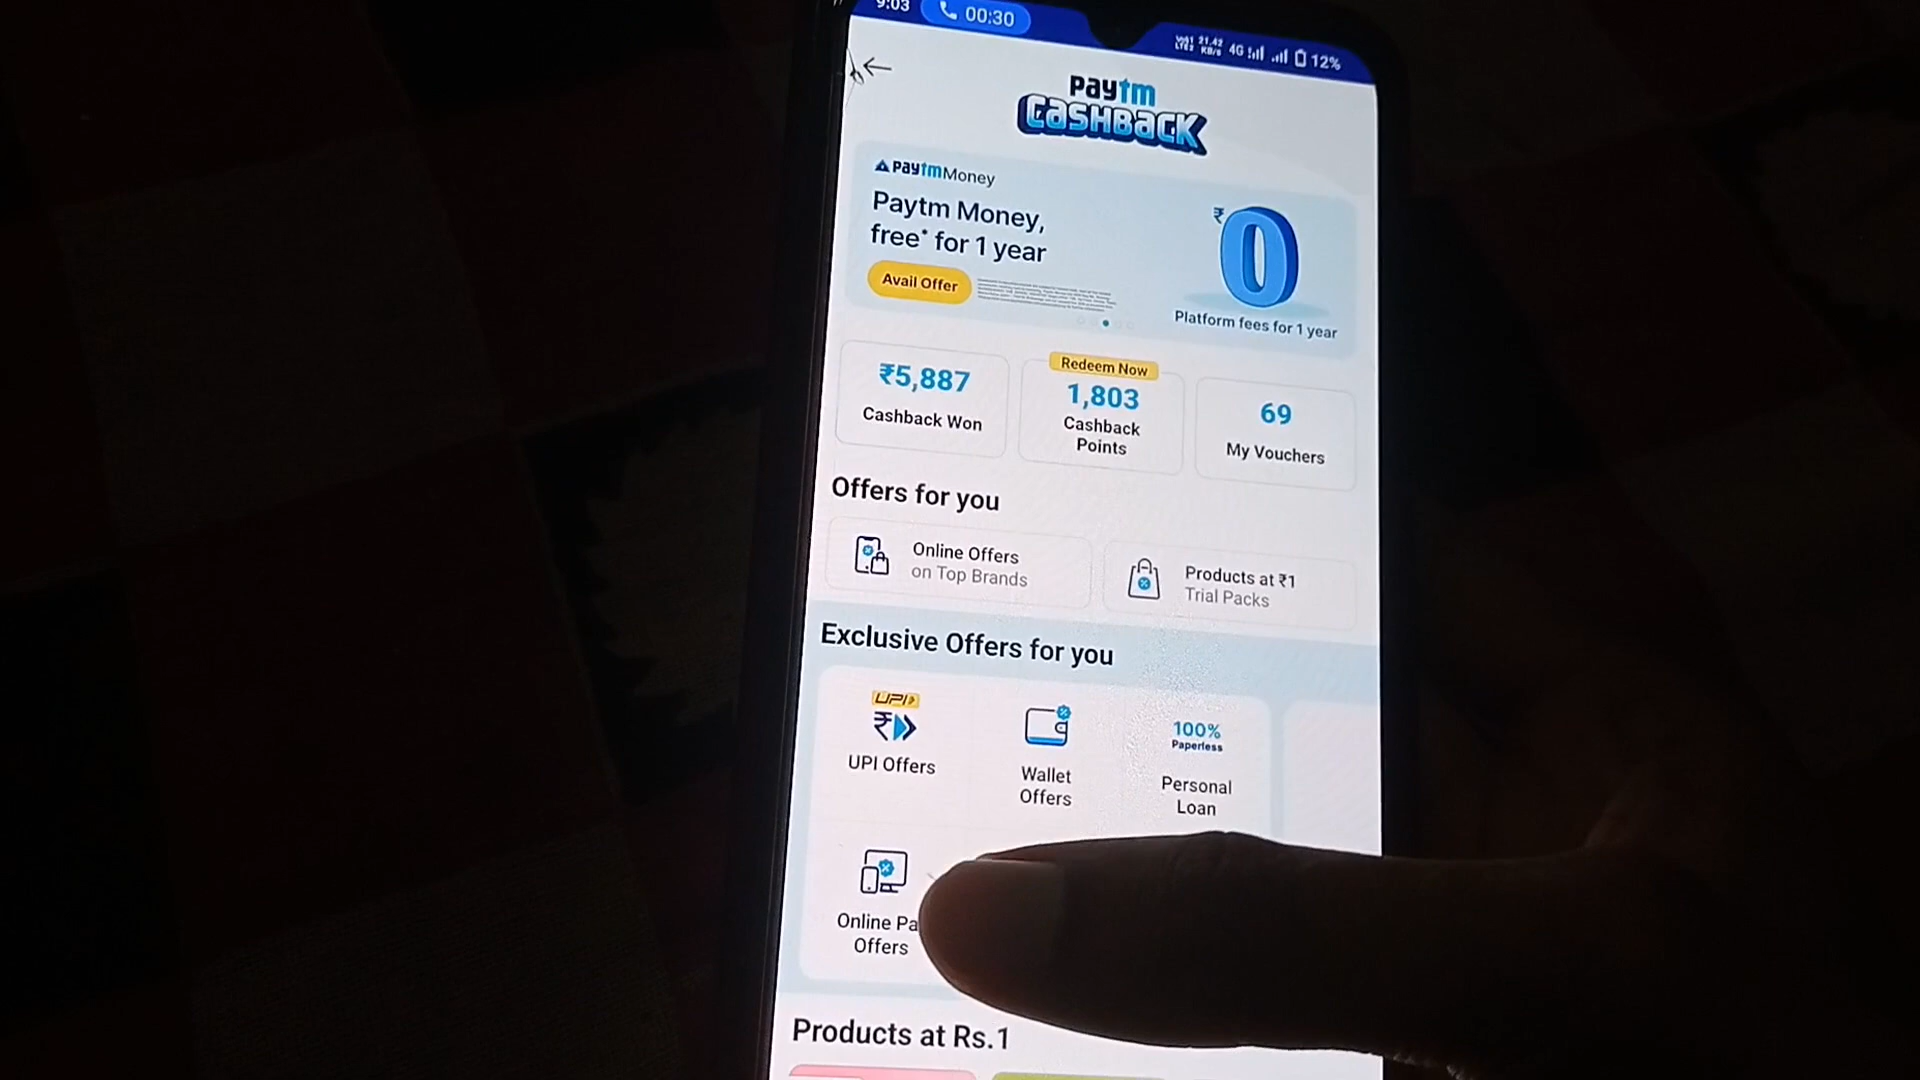 9:03 00:30 21.42 KB/s 4G 12%
paytm
CASHBACK
paytm Money
Paytm Money,
free* for 1 year
Avail Offer
₹0
Platform fees for 1 year
₹5,887
Cashback Won
Redeem Now
1,803
Cashback
Points
69
My Vouchers
Offers for you
Online Offers
on Top Brands
Products at ₹1
Trial Packs
Exclusive Offers for you
UPI
UPI Offers
Wallet
Offers
100%
Paperless
Personal
Loan
Online
Offers
Products at Rs.1